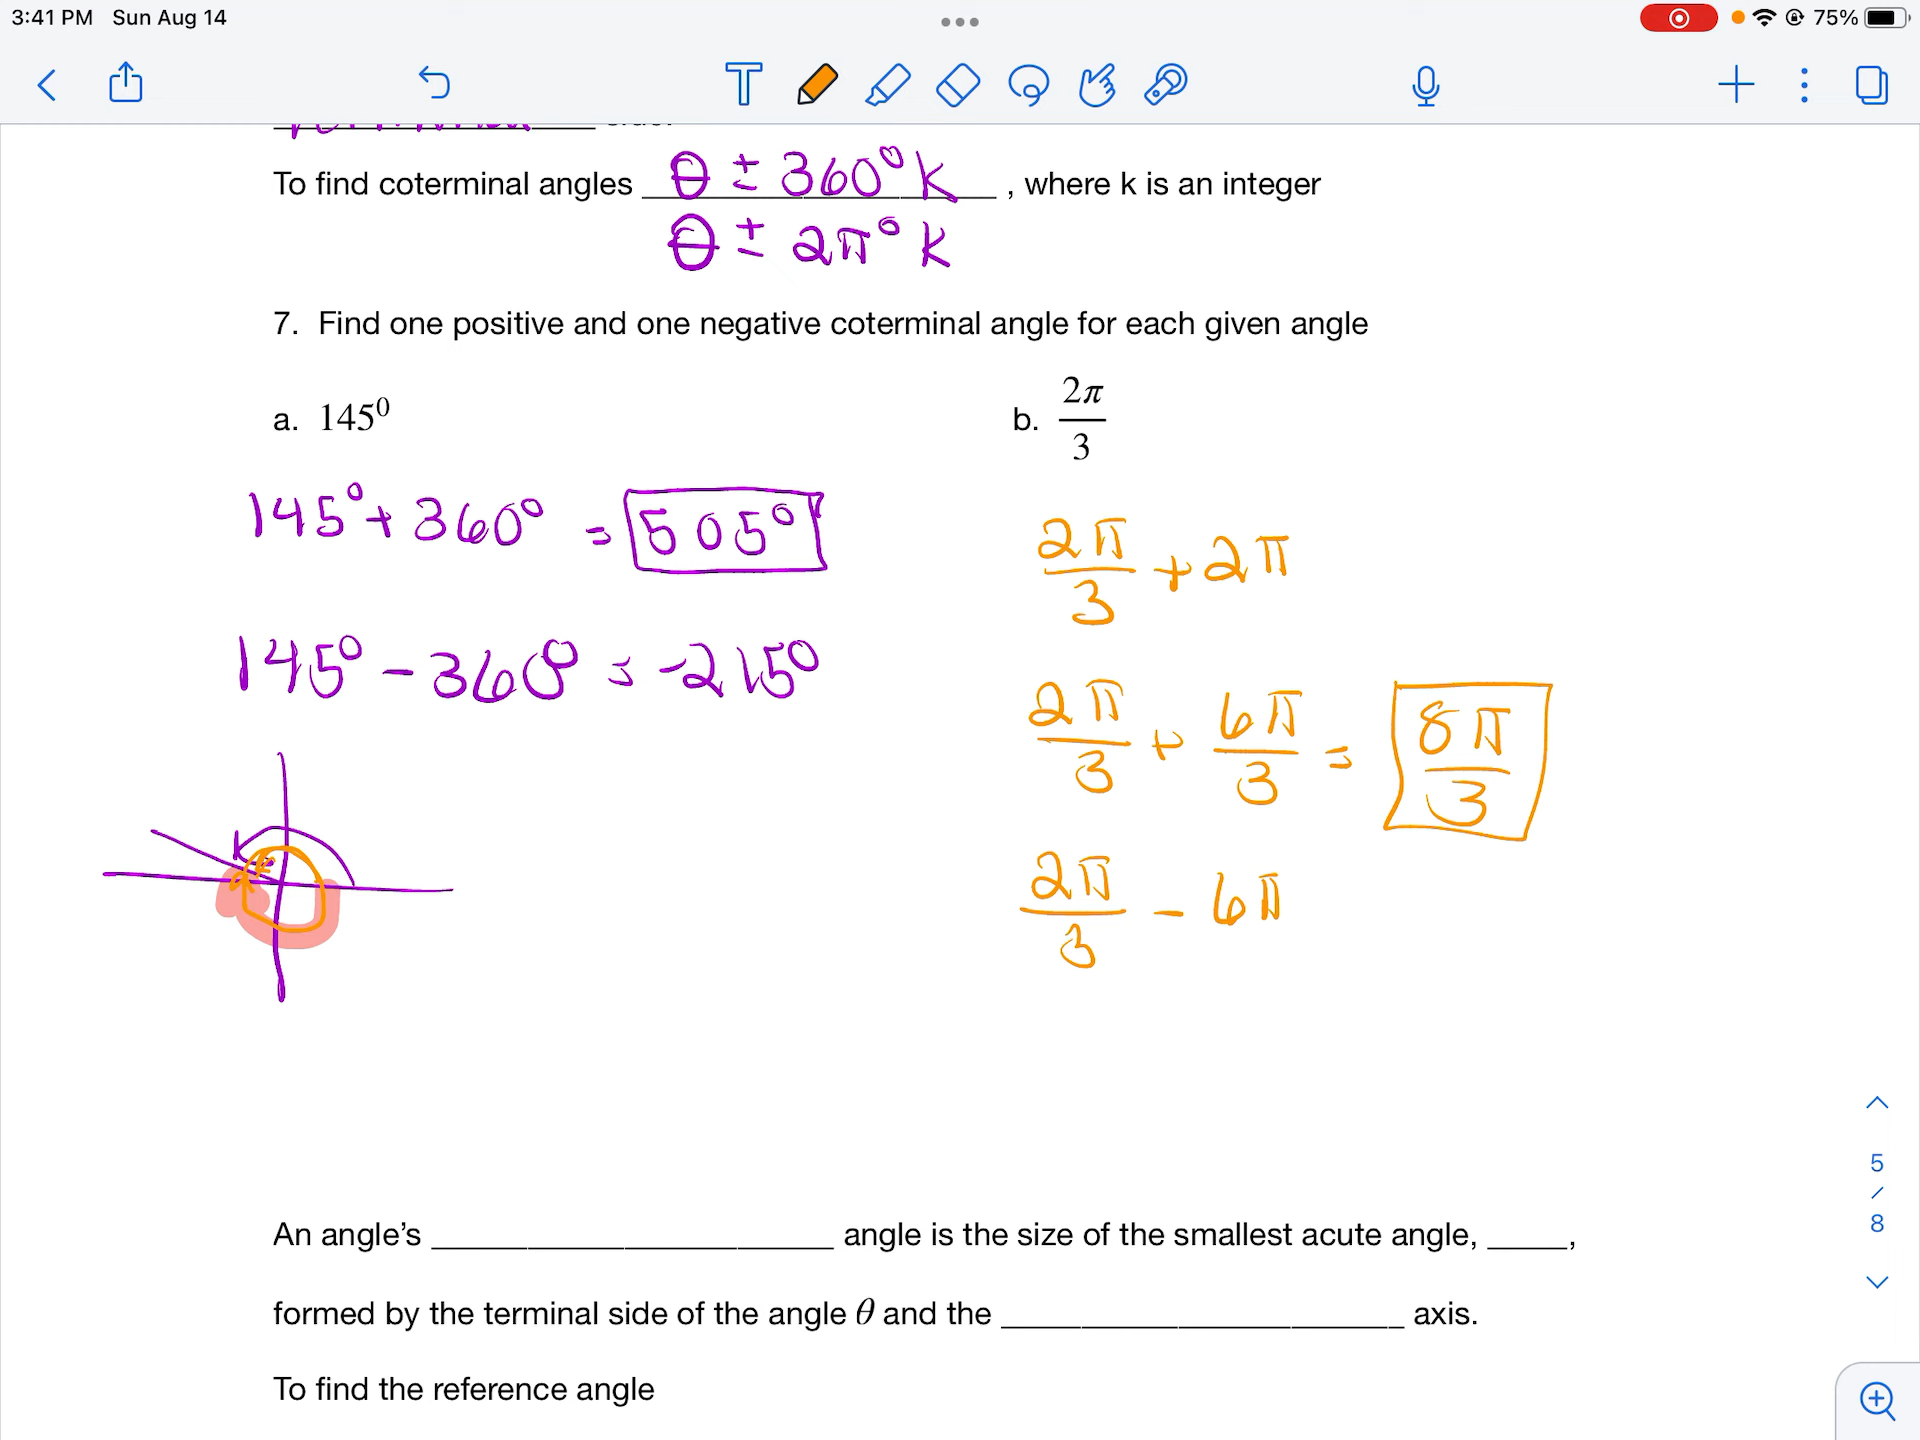 3:41 PM Sun Aug 14
75%
To find coterminal angles θ ± 360° k , where k is an integer
θ ± 2π° k
7. Find one positive and one negative coterminal angle for each given angle
a. 145⁰
b. 2π/3
145° + 360° = 505°
2π/3 + 2π
145° - 360° = -215°
2π/3 + 6π/3 = 8π/3
2π/3 - 6π
5 / 8
An angle’s ____ angle is the size of the smallest acute angle, ____,
formed by the terminal side of the angle θ and the ____ axis.
To find the reference angle